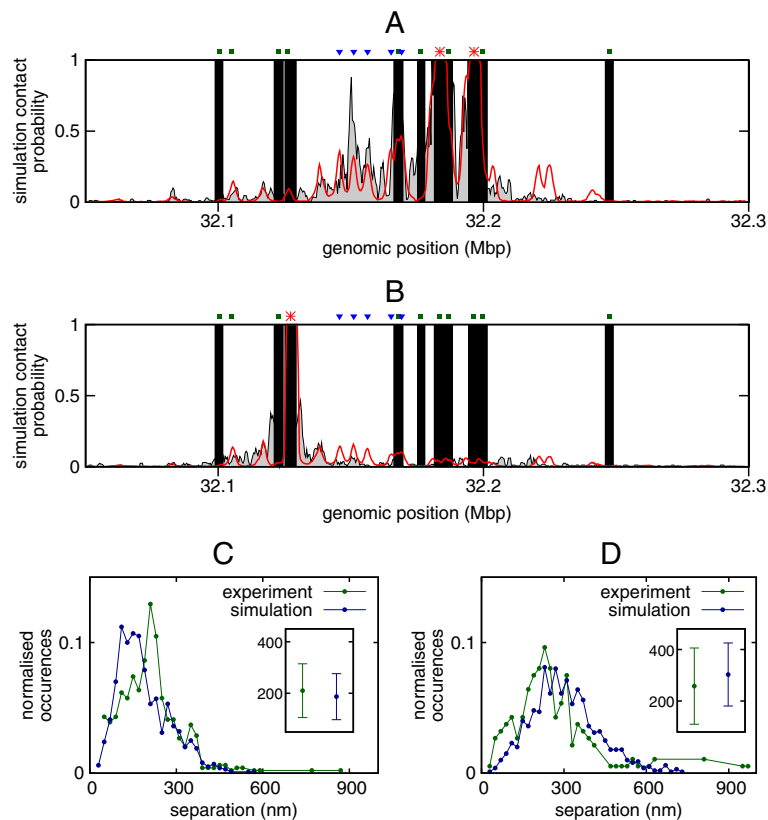 A
simulation contact
probability
1
0.5
0
32.1
32.2
32.3
genomic position (Mbp)
B
simulation contact
probability
1
0.5
0
32.1
32.2
32.3
genomic position (Mbp)
C
normalised
occurences
0.1
0
experiment
simulation
400
200
0
300
600
900
separation (nm)
D
normalised
occurences
0.1
0
experiment
simulation
400
200
0
300
600
900
separation (nm)